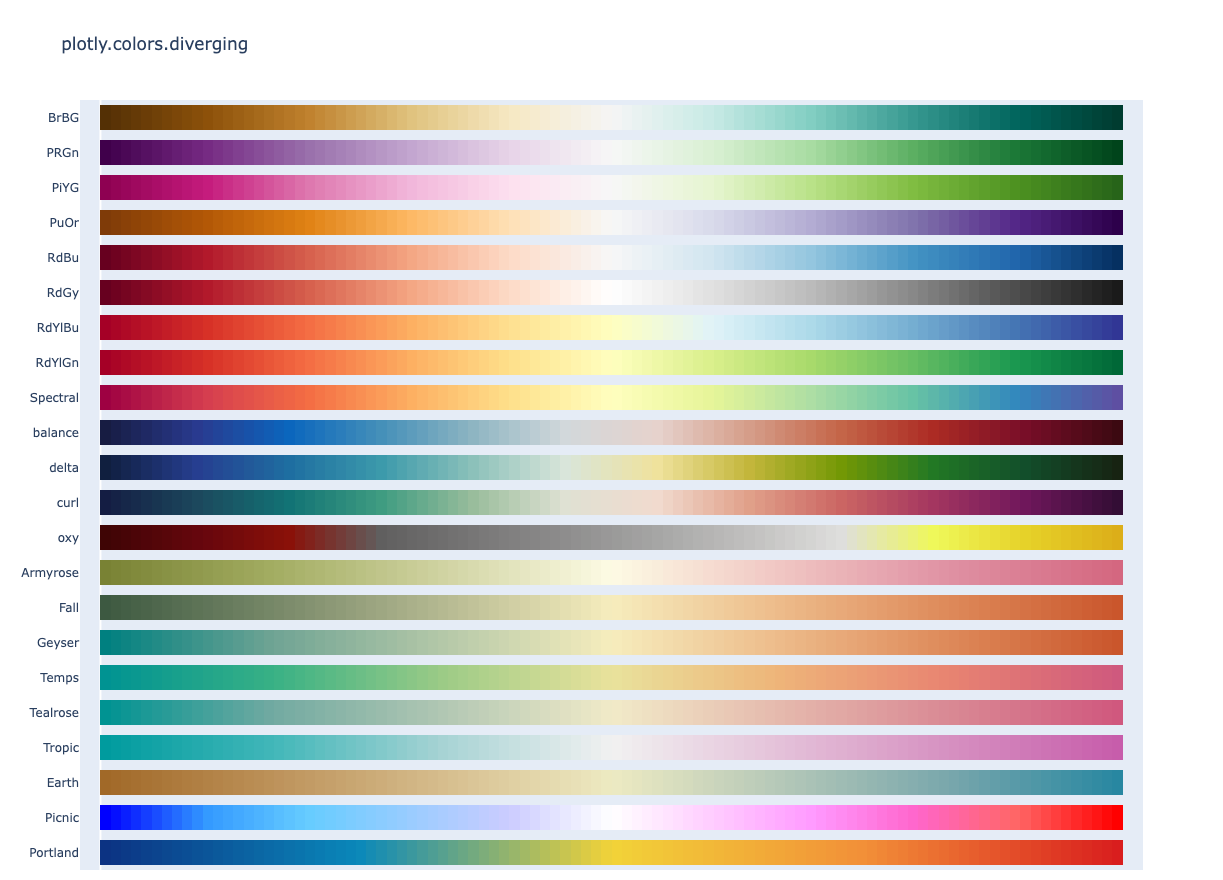 plotly.colors.diverging
BrBG
PRGn
PiYG
PuOr
RdBu
RdGy
RdYlBu
RdYlGn
Spectral
balance
delta
curl
oxy
Armyrose
Fall
Geyser
Temps
Tealrose
Tropic
Earth
Picnic
Portland